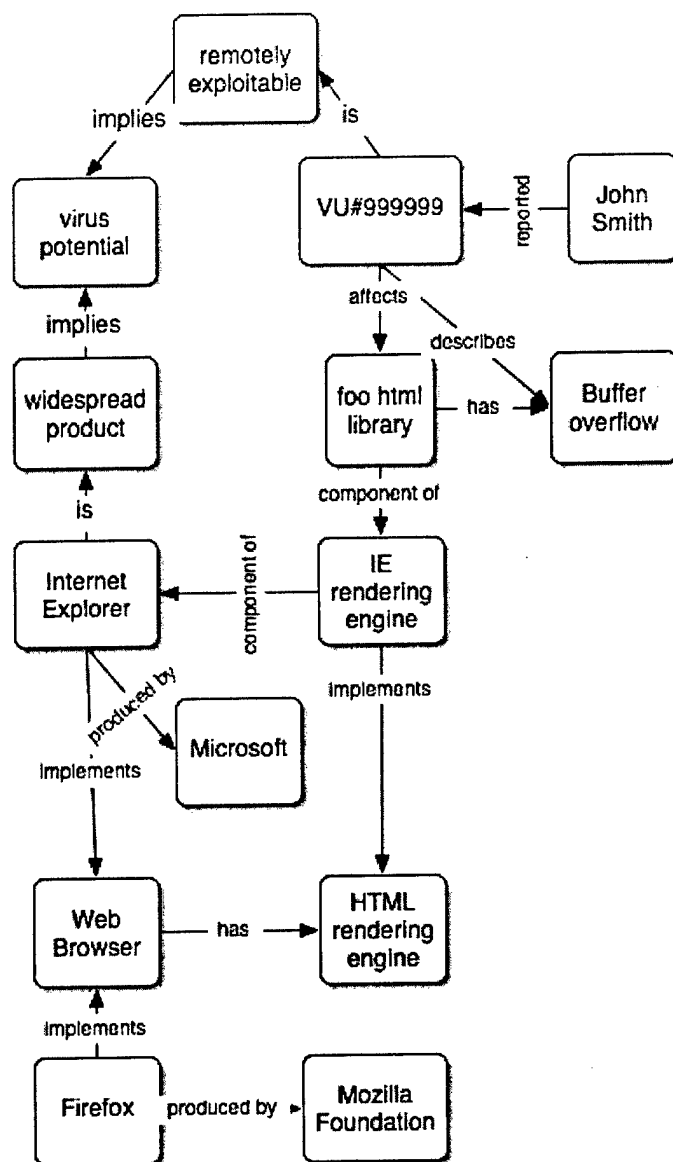 remotely
exploitable
implies
is
virus
potential
VU#999999
reported
John
Smith
implies
affects
describes
widespread
product
foo html
library
has
Buffer
overflow
is
component of
Internet
Explorer
component of
IE
rendering
engine
produced by
implements
Microsoft
implements
Web
Browser
has
HTML
rendering
engine
implements
Firefox
produced by
Mozilla
Foundation